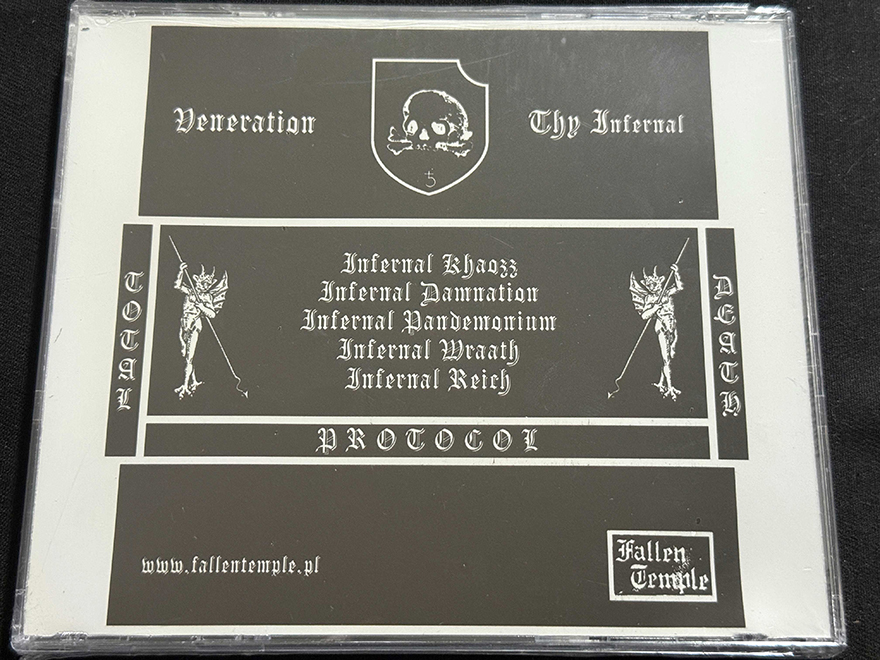 Veneration
Thy Infernal
Infernal Khaozz
Infernal Damnation
Infernal Pandemonium
Infernal Wraath
Infernal Reich
TOTAL
DEATH
PROTOCOL
www.fallentemple.pl
Fallen
Temple